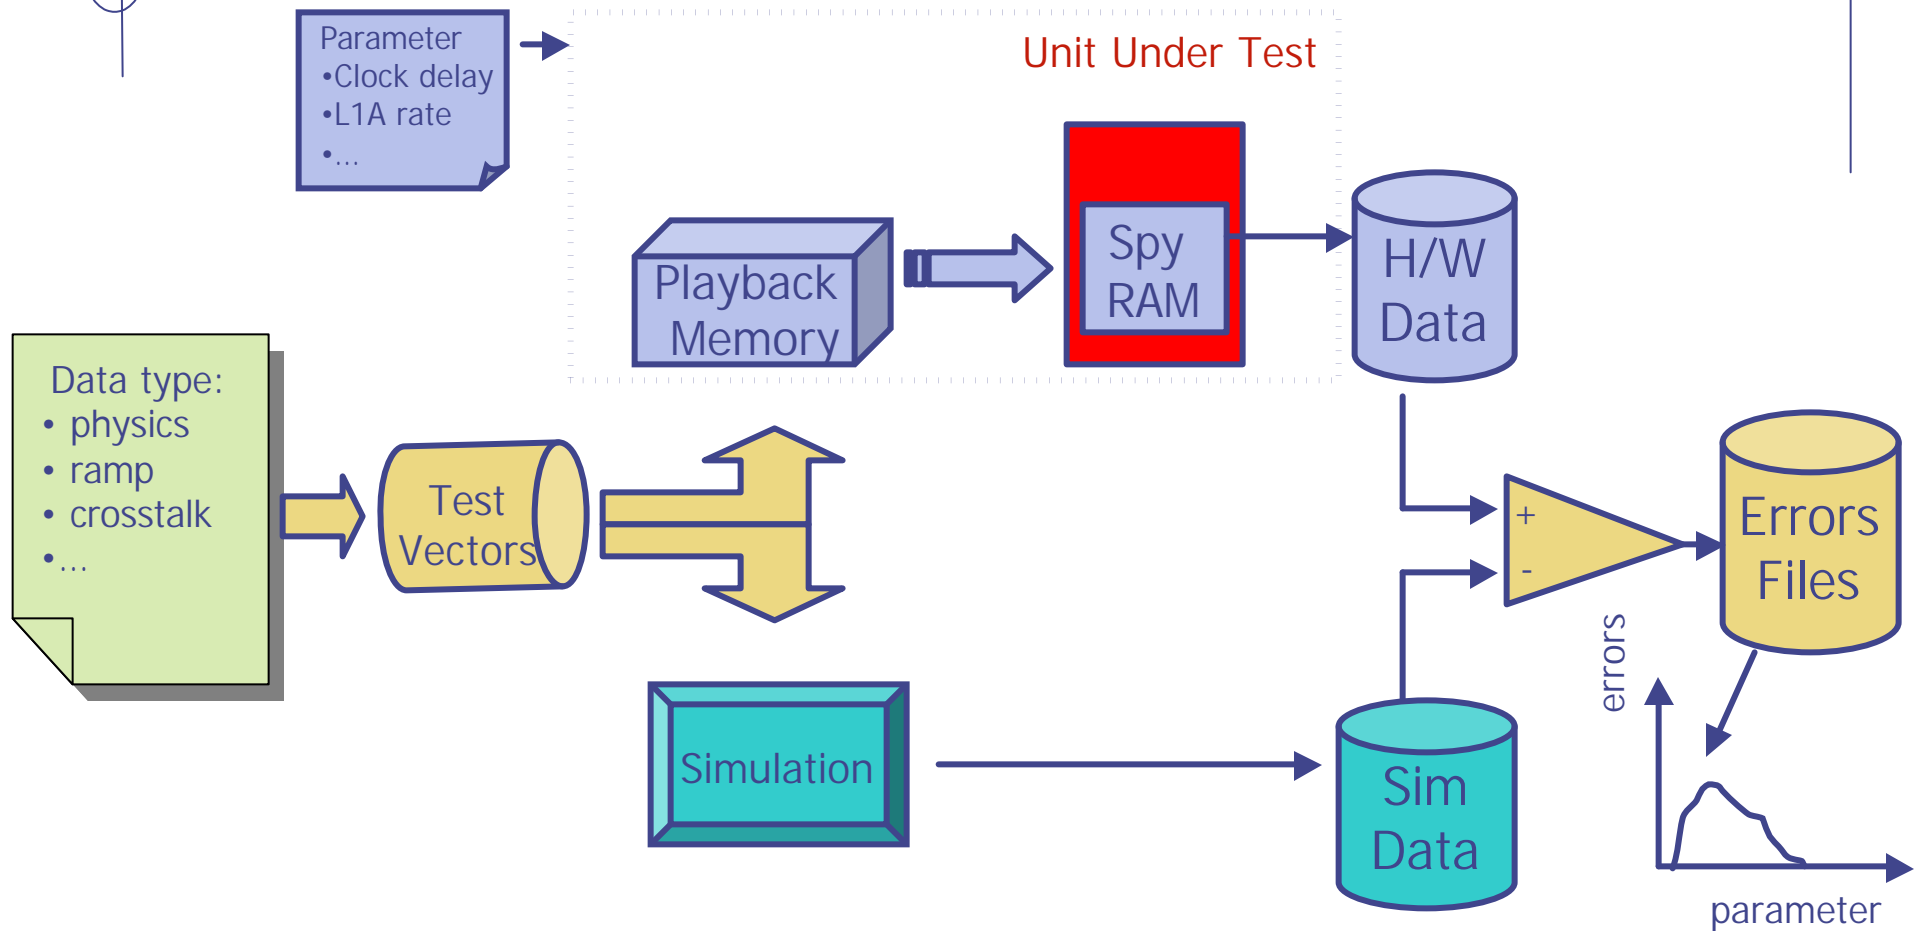 Parameter
•Clock delay
•L1A rate
•...
Unit Under Test
Playback
Memory
Spy
RAM
H/W
Data
Data type:
• physics
• ramp
• crosstalk
•...
Test
Vectors
+
-
Errors
Files
Simulation
Sim
Data
errors
parameter